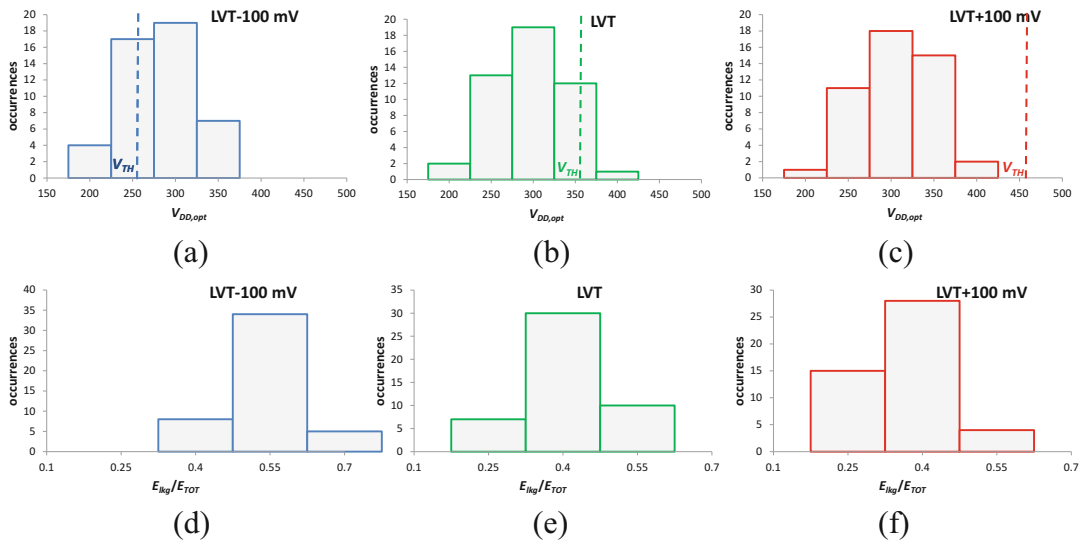 LVT-100 mV
20
18
16
14
12
10
8
6
4
2
0
occurrences
V_TH
150 200 250 300 350 400 450 500
V_DD,opt
(a)
LVT
20
18
16
14
12
10
8
6
4
2
0
occurrences
V_TH
150 200 250 300 350 400 450 500
V_DD,opt
(b)
LVT+100 mV
20
18
16
14
12
10
8
6
4
2
0
occurrences
V_TH
150 200 250 300 350 400 450 500
V_DD,opt
(c)
LVT-100 mV
40
35
30
25
20
15
10
5
0
occurrences
0.1 0.25 0.4 0.55 0.7
E_lkg/E_TOT
(d)
LVT
35
30
25
20
15
10
5
0
occurrences
0.1 0.25 0.4 0.55 0.7
E_lkg/E_TOT
(e)
LVT+100 mV
30
25
20
15
10
5
0
occurrences
0.1 0.25 0.4 0.55 0.7
E_lkg/E_TOT
(f)